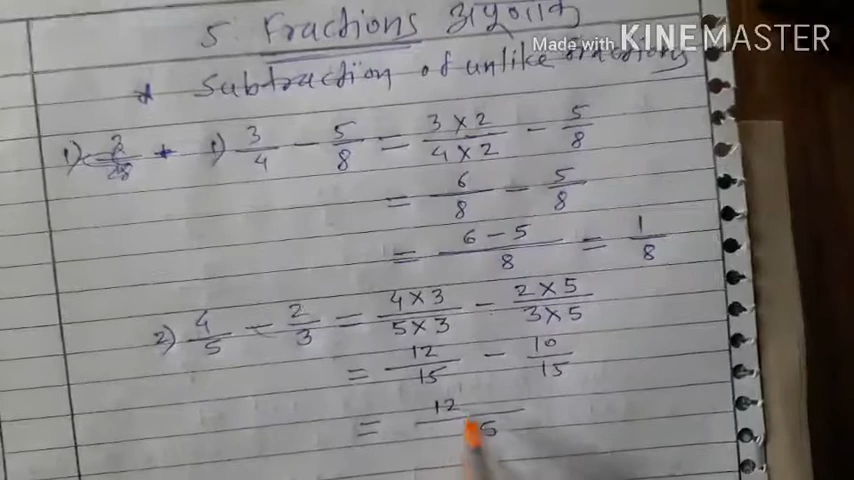 5. Fractions अपूर्णांक
Made with KINEMASTER
* Subtraction of unlike fractions
1) 1) 3/4 - 5/8 = 3 × 2/4 × 2 - 5/8
= 6/8 - 5/8
= 6 - 5/8 = 1/8
2) 4/5 - 2/3 = 4 × 3/5 × 3 - 2 × 5/3 × 5
= 12/15 - 10/15
= 12